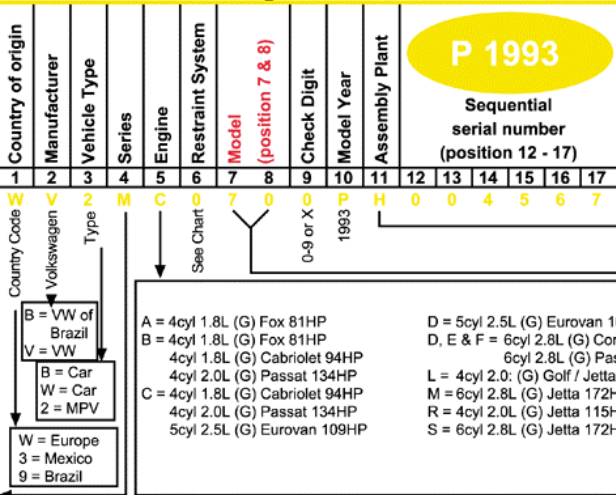 Country of origin
Manufacturer
Vehicle Type
Series
Engine
Restraint System
Model
(position 7 & 8)
Check Digit
Model Year
Assembly Plant
P 1993
Sequential
serial number
(position 12 - 17)
1 2 3 4 5 6 7 8 9 10 11 12 13 14 15 16 17
W V 2 M C 0 7 0 0 P H 0 0 4 5 6 7
Country Code
Volkswagen
Type
See Chart
0-9 or X
1993
B = VW of
Brazil
V = VW
B = Car
W = Car
2 = MPV
W = Europe
3 = Mexico
9 = Brazil
A = 4cyl 1.8L (G) Fox 81HP
B = 4cyl 1.8L (G) Fox 81HP
4cyl 1.8L (G) Cabriolet 94HP
4cyl 2.0L (G) Passat 134HP
C = 4cyl 1.8L (G) Cabriolet 94HP
4cyl 2.0L (G) Passat 134HP
5cyl 2.5L (G) Eurovan 109HP
D = 5cyl 2.5L (G) Eurovan
D, E & F = 6cyl 2.8L (G)
6cyl 2.8L (G)
L = 4cyl 2.0: (G) Golf / Jetta
M = 6cyl 2.8L (G) Jetta 172H
R = 4cyl 2.0L (G) Jetta 115H
S = 6cyl 2.8L (G) Jetta 172H